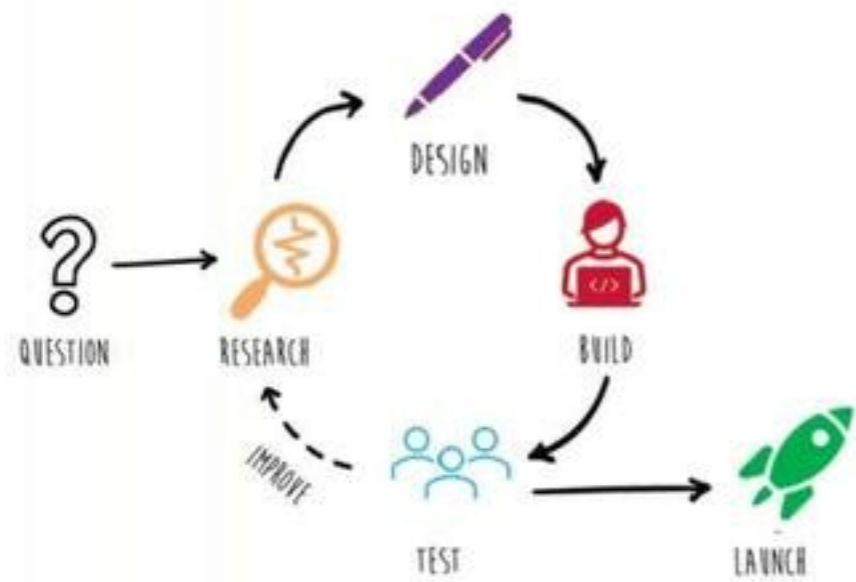 DESIGN
QUESTION
RESEARCH
</>
BUILD
IMPROVE
TEST
LAUNCH